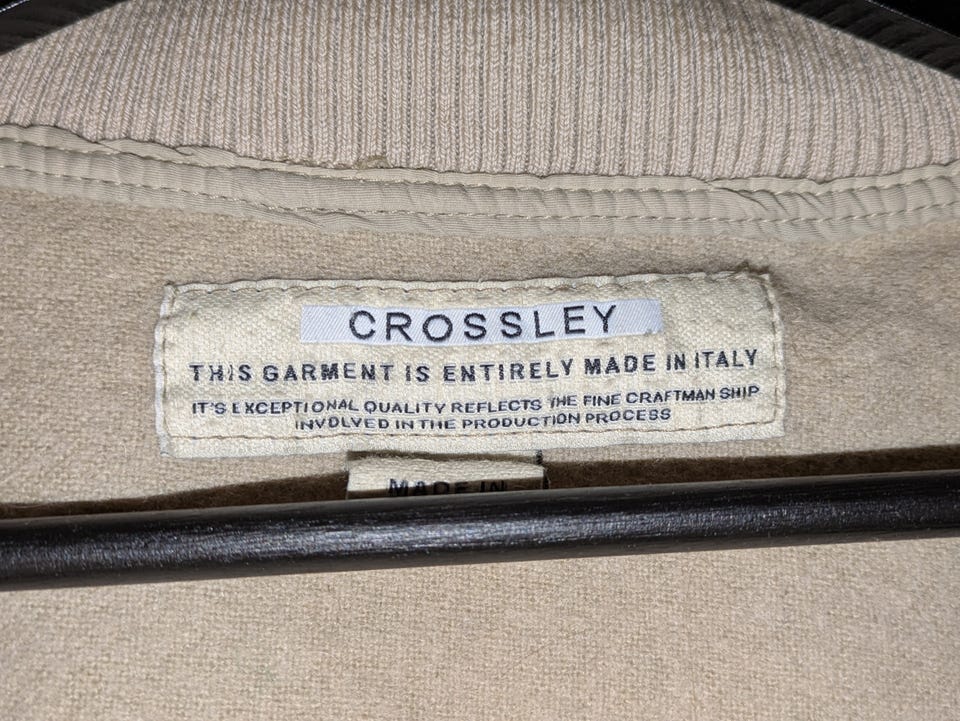 CROSSLEY
THIS GARMENT IS ENTIRELY MADE IN ITALY
IT'S EXCEPTIONAL QUALITY REFLECTS THE FINE CRAFTMAN SHIP
INVOLVED IN THE PRODUCTION PROCESS
MADE IN